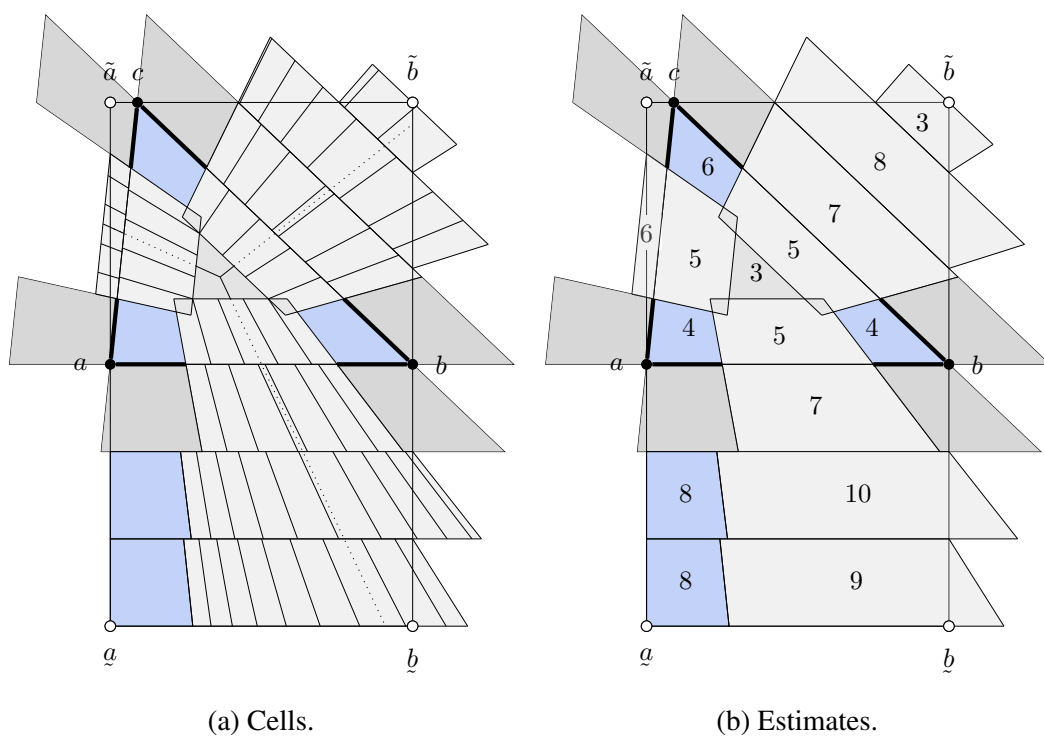 ã c b̃ ã c b̃
3
6 8
7
6 5 5
3
4 5 4
a b a b
7
8 10
8 9
a̰ b̰ a̰ b̰
(a) Cells. (b) Estimates.